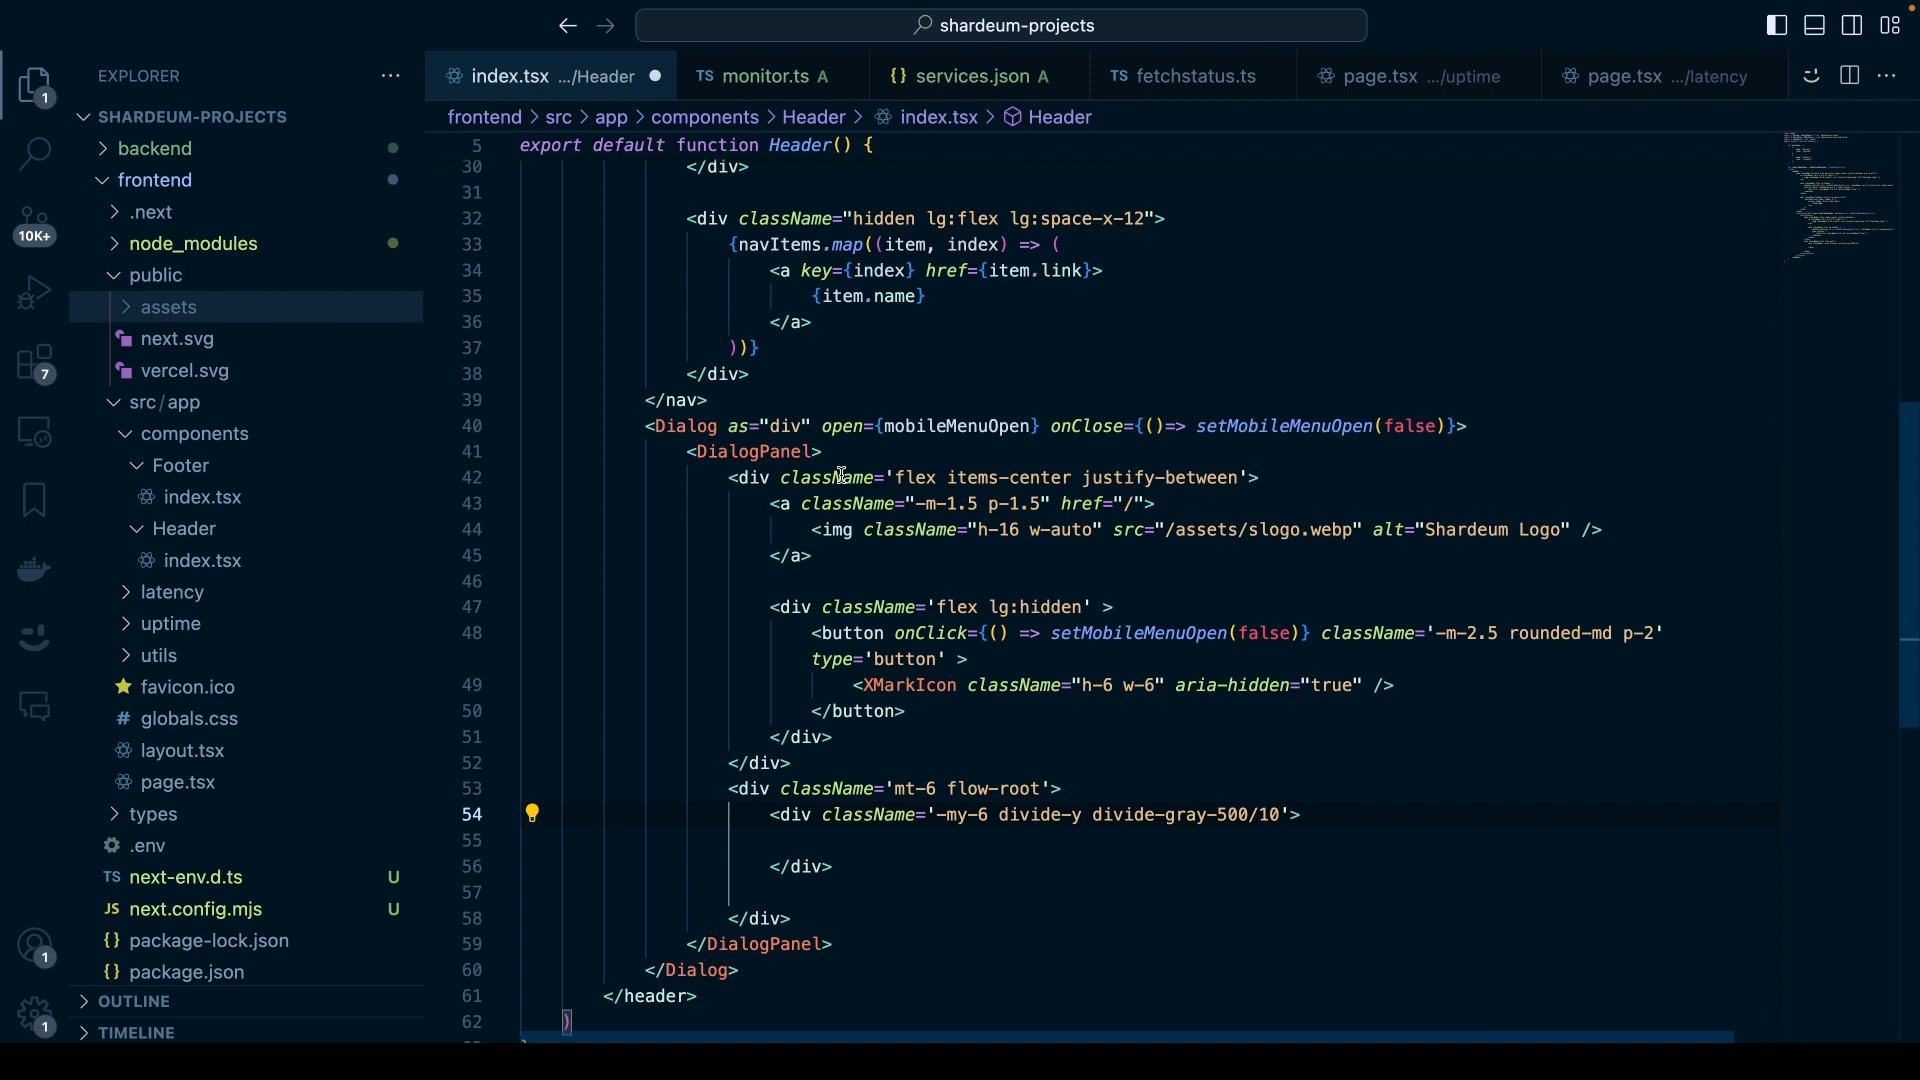 shardeum-projects
EXPLORER
index.tsx .../Header
TS monitor.ts A
{} services.json A
TS fetchstatus.ts
page.tsx .../uptime
page.tsx .../latency
frontend > src > app > components > Header > index.tsx > Header
SHARDEUM-PROJECTS
backend
frontend
.next
node_modules
public
assets
next.svg
vercel.svg
src/app
components
Footer
index.tsx
Header
index.tsx
latency
uptime
utils
favicon.ico
# globals.css
layout.tsx
page.tsx
types
.env
TS next-env.d.ts U
JS next.config.mjs U
{} package-lock.json
{} package.json
OUTLINE
TIMELINE
1
10K+
7
1
1
5 export default function Header() {
30 </div>
31
32 <div className="hidden lg:flex lg:space-x-12">
33 {navItems.map((item, index) => (
34 <a key={index} href={item.link}>
35 {item.name}
36 </a>
37 ))}
38 </div>
39 </nav>
40 <Dialog as="div" open={mobileMenuOpen} onClose={()=> setMobileMenuOpen(false)}>
41 <DialogPanel>
42 <div className='flex items-center justify-between'>
43 <a className="-m-1.5 p-1.5" href="/">
44 <img className="h-16 w-auto" src="/assets/slogo.webp" alt="Shardeum Logo" />
45 </a>
46
47 <div className='flex lg:hidden' >
48 <button onClick={() => setMobileMenuOpen(false)} className='-m-2.5 rounded-md p-2'
type='button' >
49 <XMarkIcon className="h-6 w-6" aria-hidden="true" />
50 </button>
51 </div>
52 </div>
53 <div className='mt-6 flow-root'>
54 <div className='-my-6 divide-y divide-gray-500/10'>
55
56 </div>
57
58 </div>
59 </DialogPanel>
60 </Dialog>
61 </header>
62 )